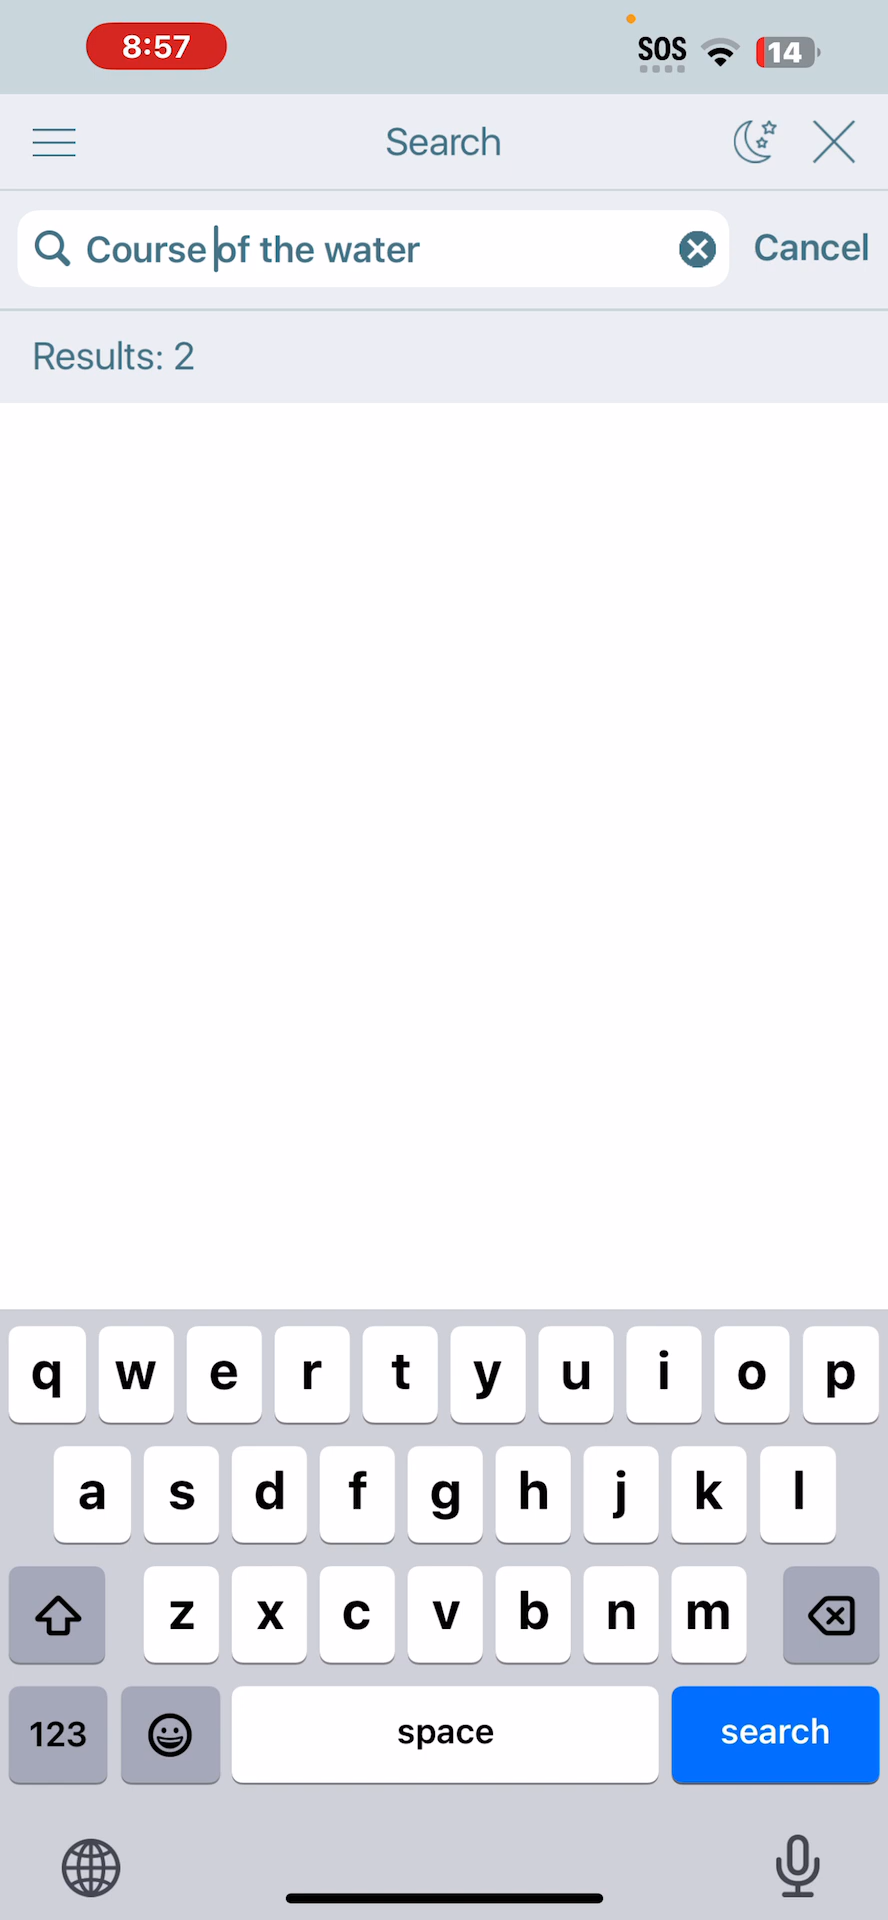 8:57
SOS
14
Search
Course of the water
Cancel
Results: 2
q w e r t y u i o p
a s d f g h j k l
z x c v b n m
123 space search